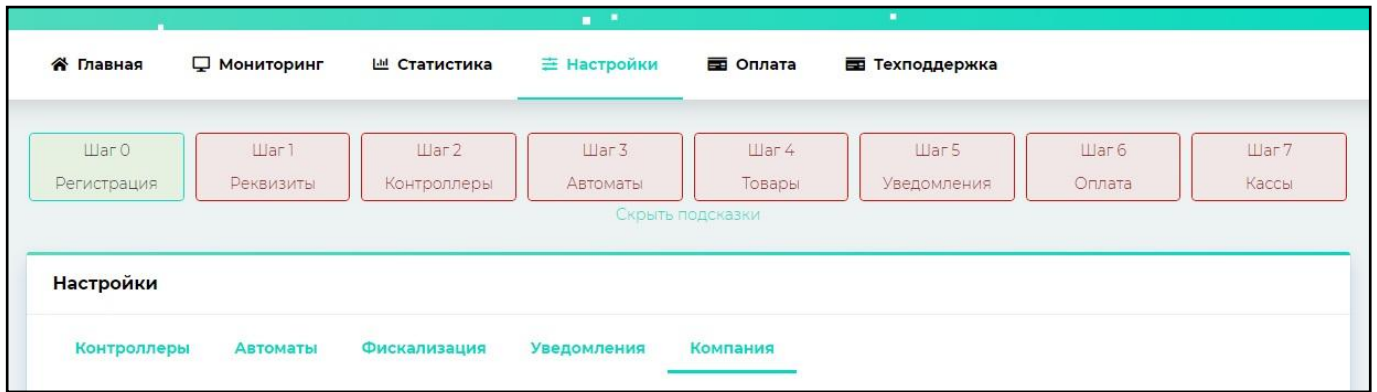 Главная Мониторинг Статистика Настройки Оплата Техподдержка
Шаг 0 Шаг 1 Шаг 2 Шаг 3 Шаг 4 Шаг 5 Шаг 6 Шаг 7
Регистрация Реквизиты Контроллеры Автоматы Товары Уведомления Оплата Кассы
Скрыть подсказки
Настройки
Контроллеры Автоматы Фискализация Уведомления Компания